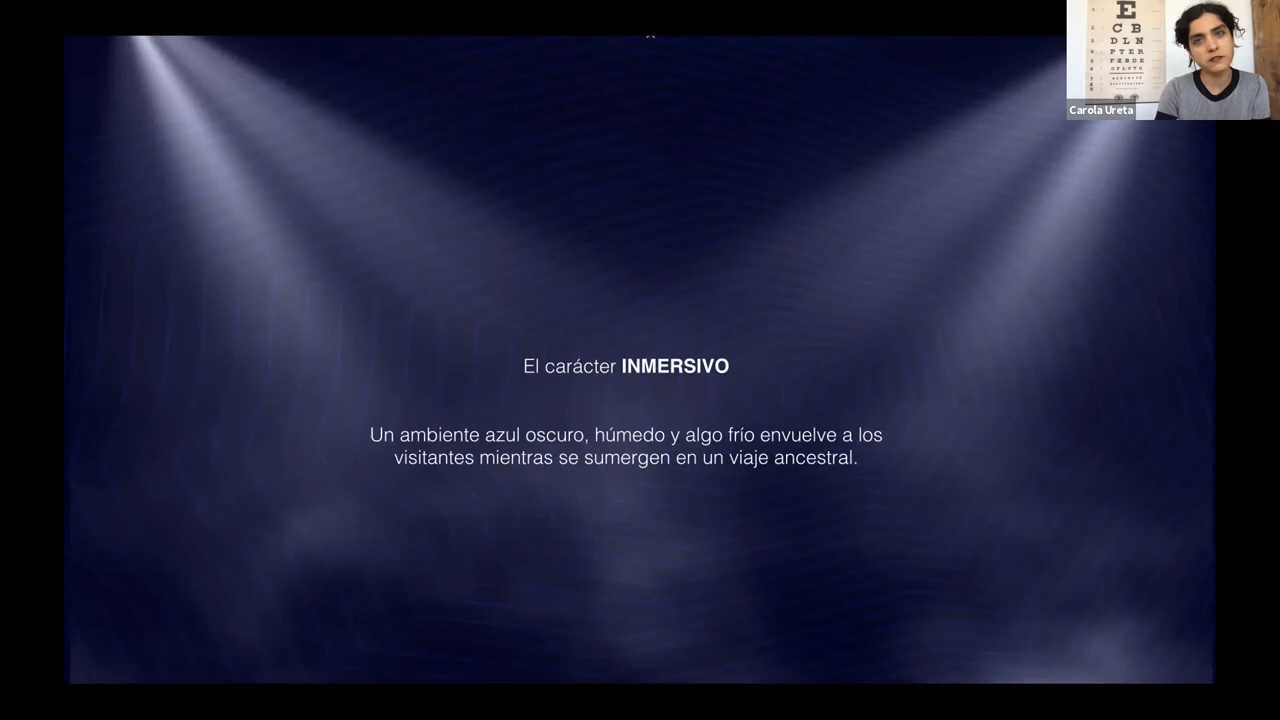 E
C B
D L N
P T E R
F Z B D E
O F L C T G
Carola Ureta
El carácter INMERSIVO
Un ambiente azul oscuro, húmedo y algo frío envuelve a los
visitantes mientras se sumergen en un viaje ancestral.